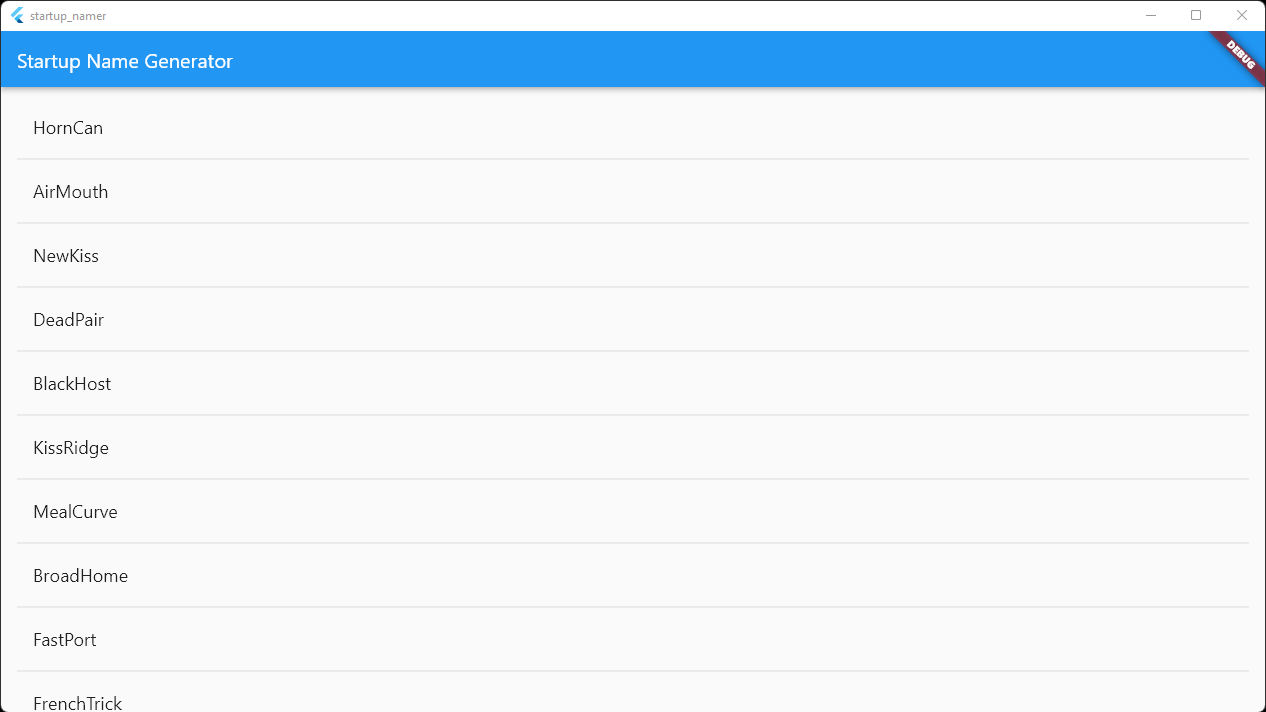 startup_namer
Startup Name Generator
DEBUG
HornCan
AirMouth
NewKiss
DeadPair
BlackHost
KissRidge
MealCurve
BroadHome
FastPort
FrenchTrick